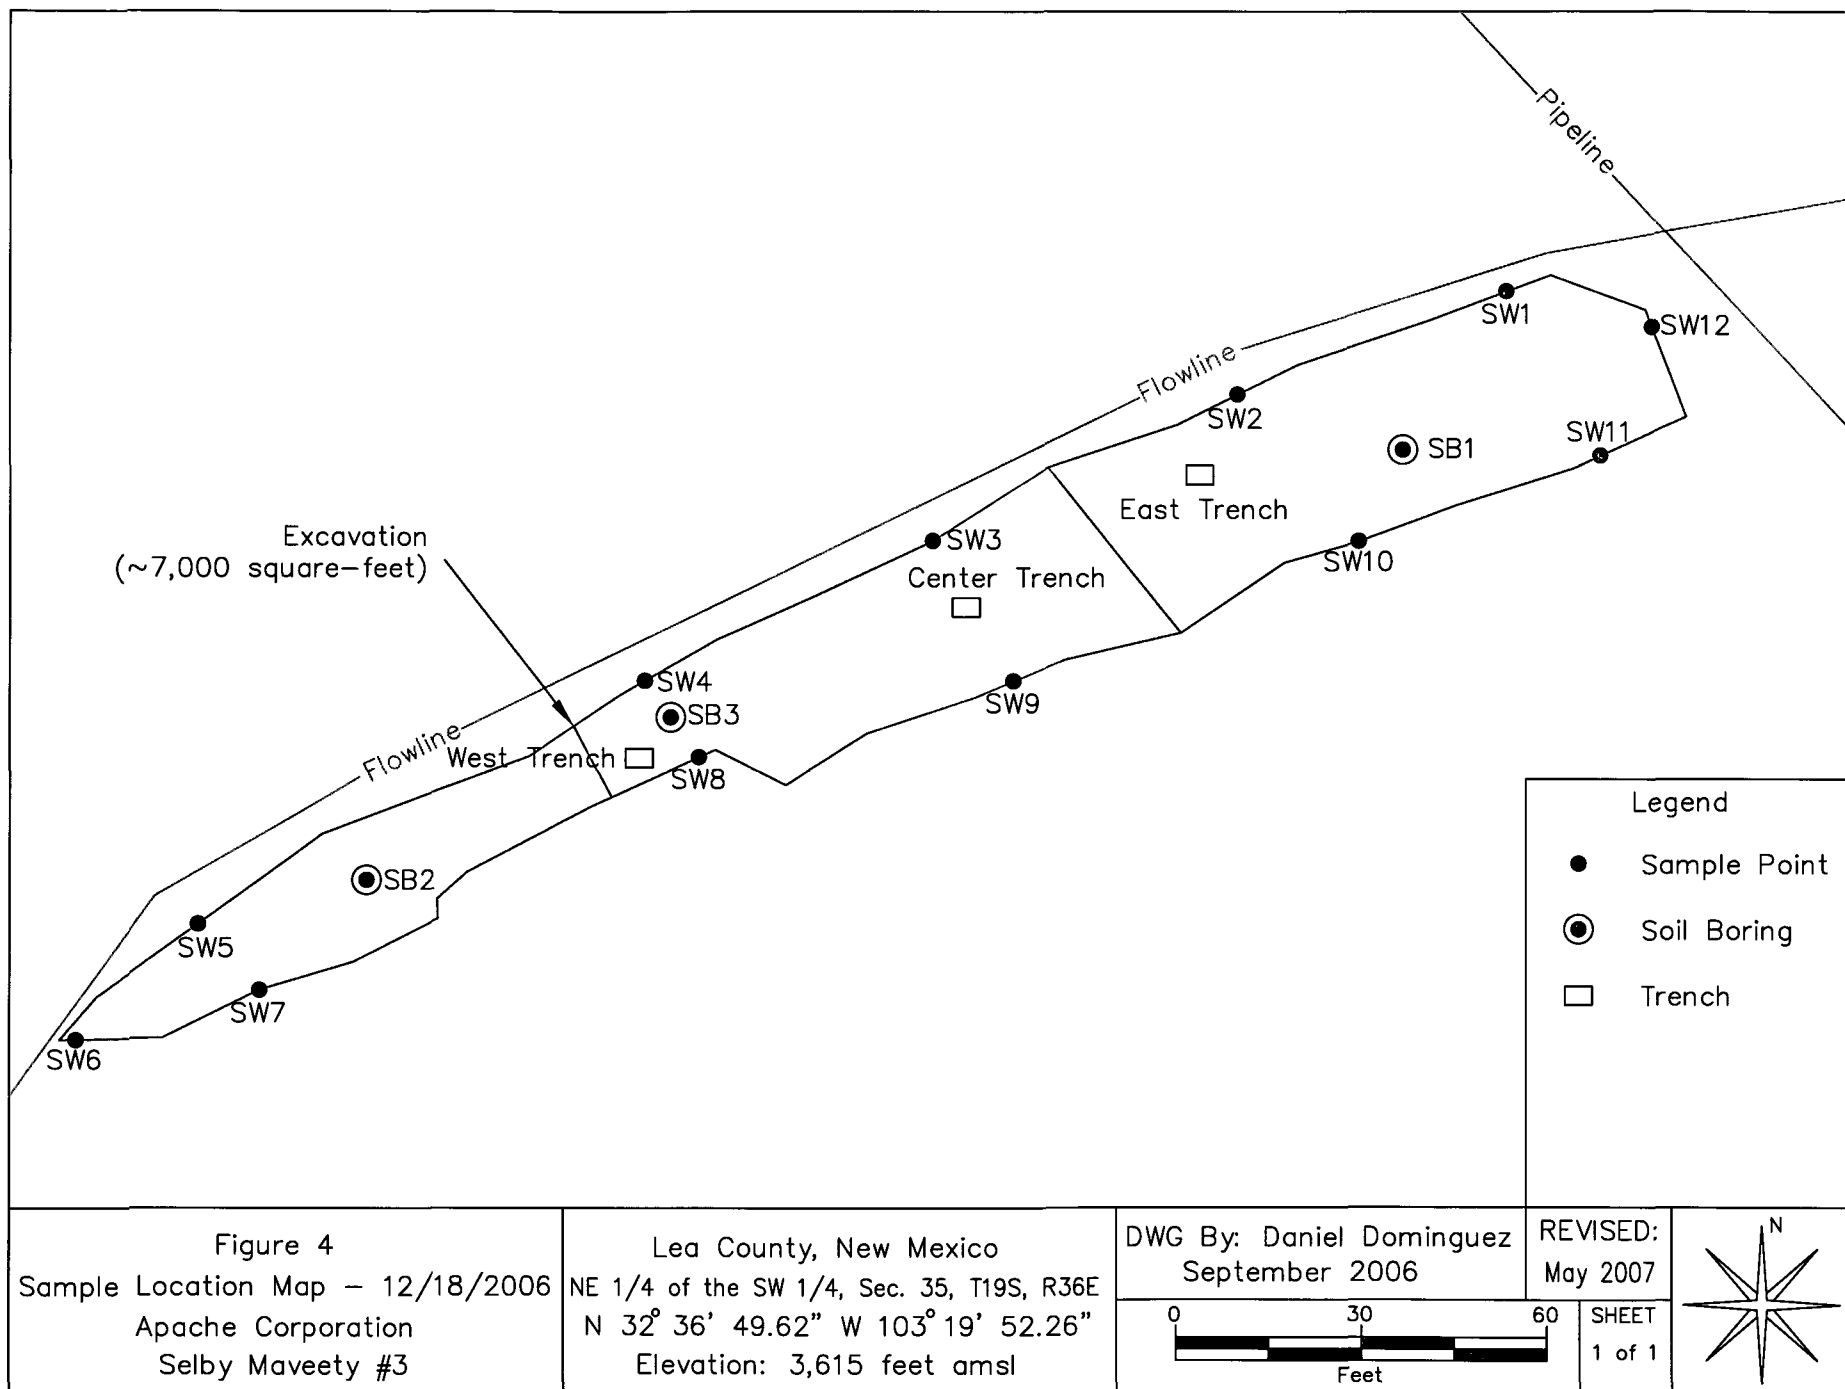 Pipeline
SW1
SW12
Flowline
SW2
SW11
SB1
East Trench
Excavation
(~7,000 square-feet)
SW3
SW10
Center Trench
SW4
SW9
SB3
Flowline
West Trench
SW8
SB2
SW5
SW7
SW6
Legend
Sample Point
Soil Boring
Trench
Figure 4
Sample Location Map - 12/18/2006
Apache Corporation
Selby Maveety #3
Lea County, New Mexico
NE 1/4 of the SW 1/4, Sec. 35, T19S, R36E
N 32° 36' 49.62" W 103° 19' 52.26"
Elevation: 3,615 feet amsl
DWG By: Daniel Dominguez
September 2006
REVISED:
May 2007
0 30 60
Feet
SHEET
1 of 1
N